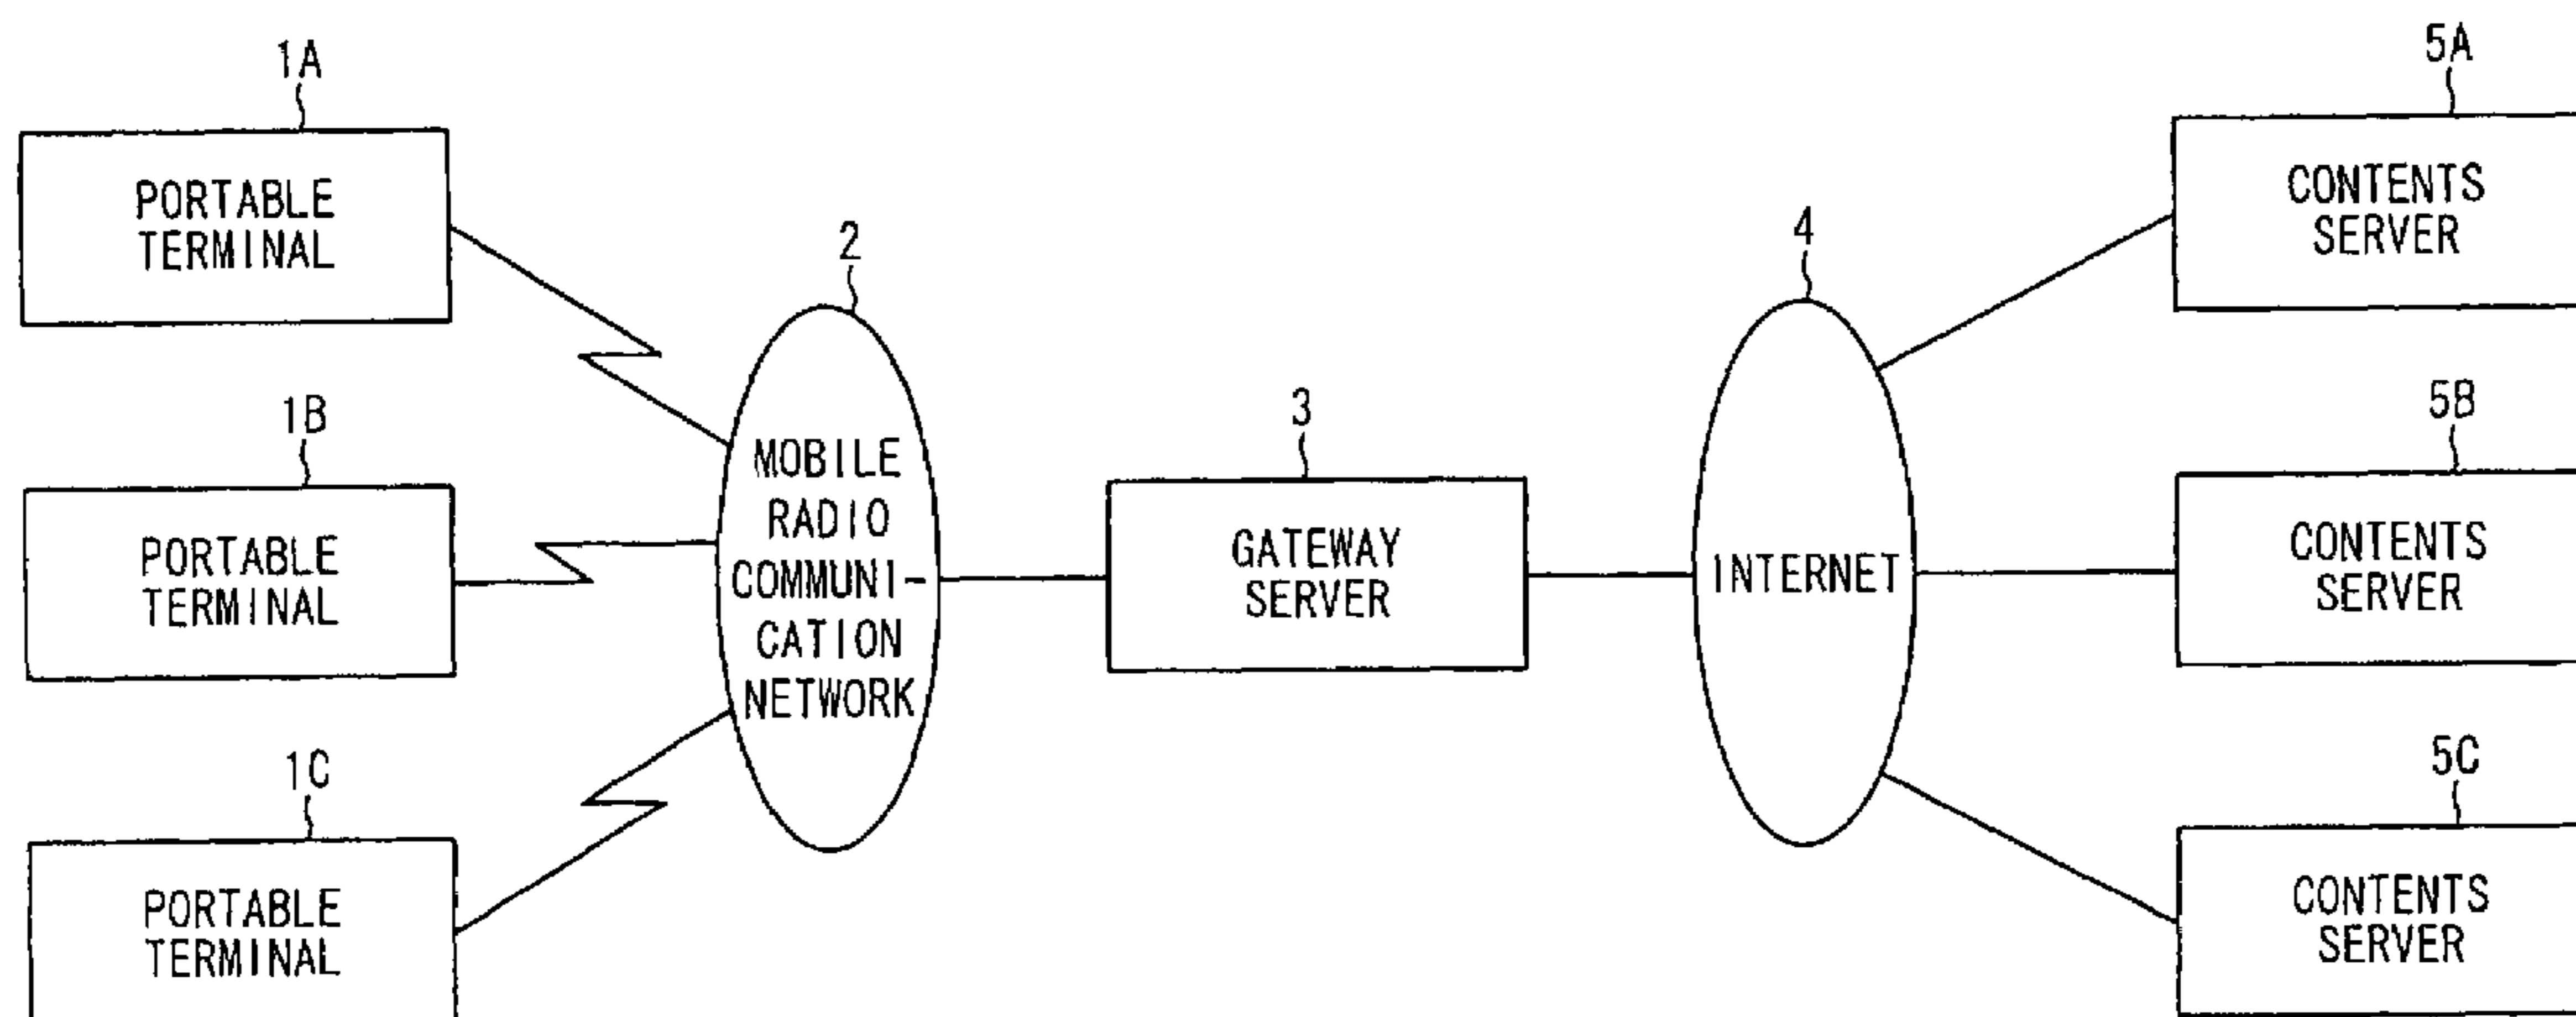 1A
PORTABLE
TERMINAL
1B
PORTABLE
TERMINAL
1C
PORTABLE
TERMINAL
2
MOBILE
RADIO
COMMUNI-
CATION
NETWORK
3
GATEWAY
SERVER
4
INTERNET
5A
CONTENTS
SERVER
5B
CONTENTS
SERVER
5C
CONTENTS
SERVER